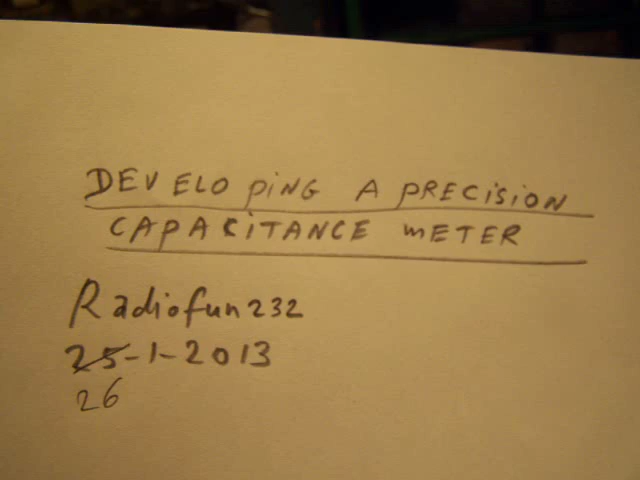 DEVELOPING A PRECISION
CAPACITANCE METER
Radiofun232
25-1-2013
26